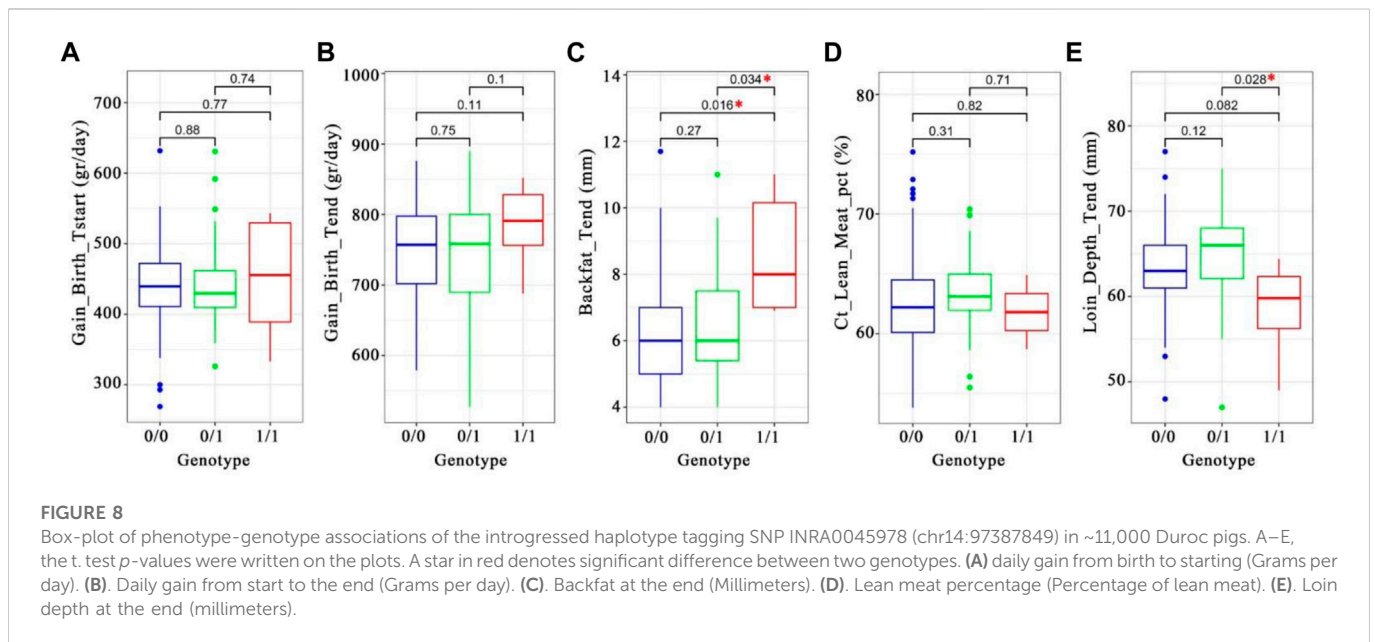 A
Gain_Birth_Tstart (gr/day)
700
600
500
400
300
0.74
0.77
0.88
0/0 0/1 1/1
Genotype
B
Gain_Birth_Tend (gr/day)
1000
900
800
700
600
0.1
0.11
0.75
0/0 0/1 1/1
Genotype
C
Backfat_Tend (mm)
14
12
10
8
6
4
0.034*
0.016*
0.27
0/0 0/1 1/1
Genotype
D
Ct_Lean_Meat_pct (%)
80
70
60
0.71
0.82
0.31
0/0 0/1 1/1
Genotype
E
Loin_Depth_Tend (mm)
80
70
60
50
0.028*
0.082
0.12
0/0 0/1 1/1
Genotype
FIGURE 8
Box-plot of phenotype-genotype associations of the introgressed haplotype tagging SNP INRA0045978 (chr14:97387849) in ~11,000 Duroc pigs. A–E,
the t. test p-values were written on the plots. A star in red denotes significant difference between two genotypes. (A) daily gain from birth to starting (Grams per
day). (B). Daily gain from start to the end (Grams per day). (C). Backfat at the end (Millimeters). (D). Lean meat percentage (Percentage of lean meat). (E). Loin
depth at the end (millimeters).